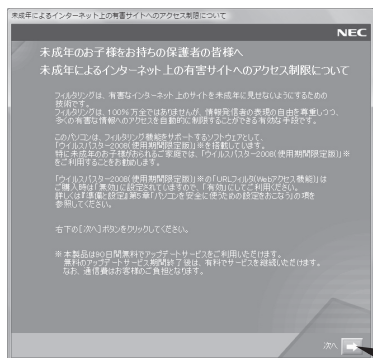 未成年によるインターネット上の有害サイトへのアクセス制限について
NEC
未成年のお子様をお持ちの保護者の皆様へ
未成年によるインターネット上の有害サイトへのアクセス制限について
フィルタリングは、有害なインターネット上のサイトを未成年に見せないようにするための
技術です。
フィルタリングは、100%万全ではありませんが、情報発信者の表現の自由を尊重しつつ、
多くの有害な情報へのアクセスを自動的に制限することができる有効な手段です。
このパソコンは、フィルタリング機能をサポートするソフトウェアとして、
「ウイルスバスター2008(使用期間限定版)」※を搭載しています。
特に未成年のお子様がおられるご家庭では、「ウイルスバスター2008(使用期間限定版)」※
をご利用することをお勧めします。
「ウイルスバスター2008(使用期間限定版)」※の「URLフィルタ(Webアクセス機能)」は
ご購入時は「無効」に設定されていますので、「有効」にしてご利用ください。
詳しくは『準備と設定』第5章「パソコンを安全に使うための設定をおこなう」の項を
参照してください。
右下の[次へ]ボタンをクリックしてください。
※本製品は90日間無料でアップデートサービスをご利用いただけます。
無料のアップデートサービス期間終了後は、有料でサービスを継続いただけます。
なお、通信費はお客様のご負担となります。
次へ